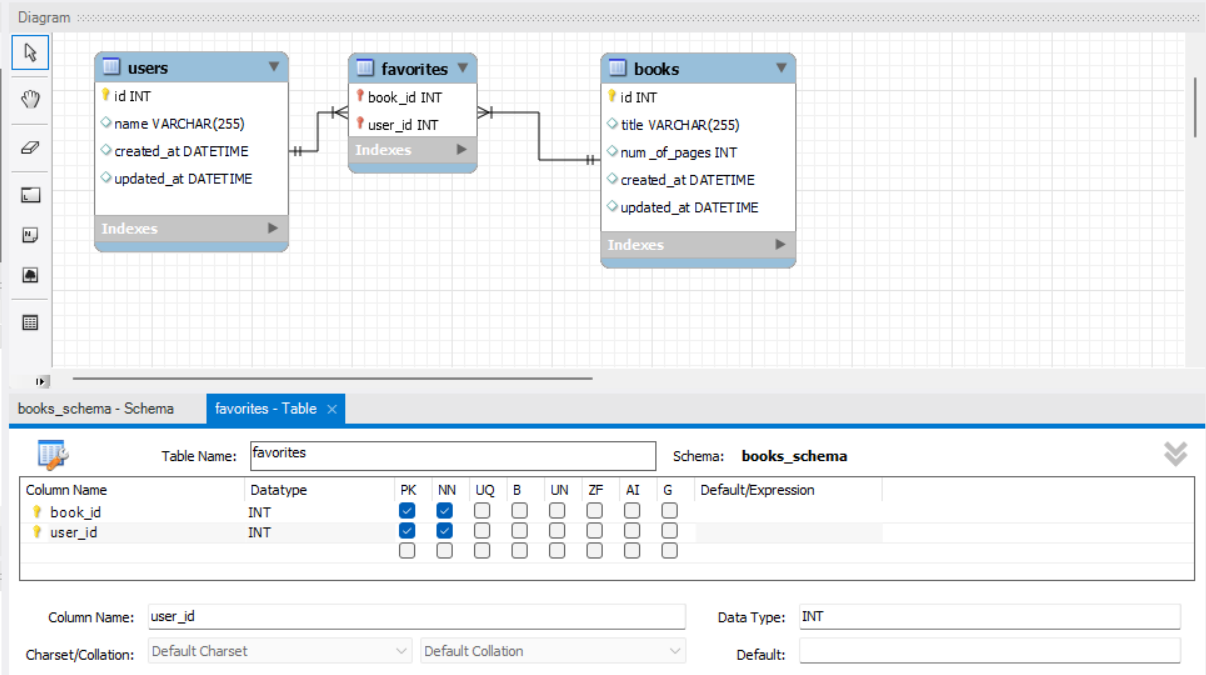 Diagram
users
id INT
name VARCHAR(255)
created_at DATETIME
updated_at DATETIME
Indexes
favorites
book_id INT
user_id INT
Indexes
books
id INT
title VARCHAR(255)
num _of_pages INT
created_at DATETIME
updated_at DATETIME
Indexes
books_schema - Schema
favorites - Table
Table Name: favorites Schema: books_schema
Column Name Datatype PK NN UQ B UN ZF AI G Default/Expression
book_id INT
user_id INT
Column Name: user_id Data Type: INT
Charset/Collation: Default Charset Default Collation Default: